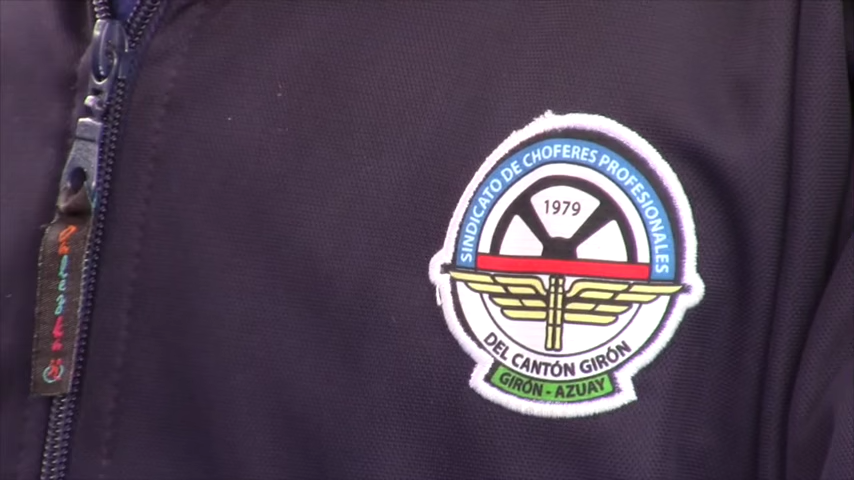 SINDICATO DE CHOFERES PROFESIONALES
1979
DEL CANTÓN GIRÓN
GIRÓN - AZUAY